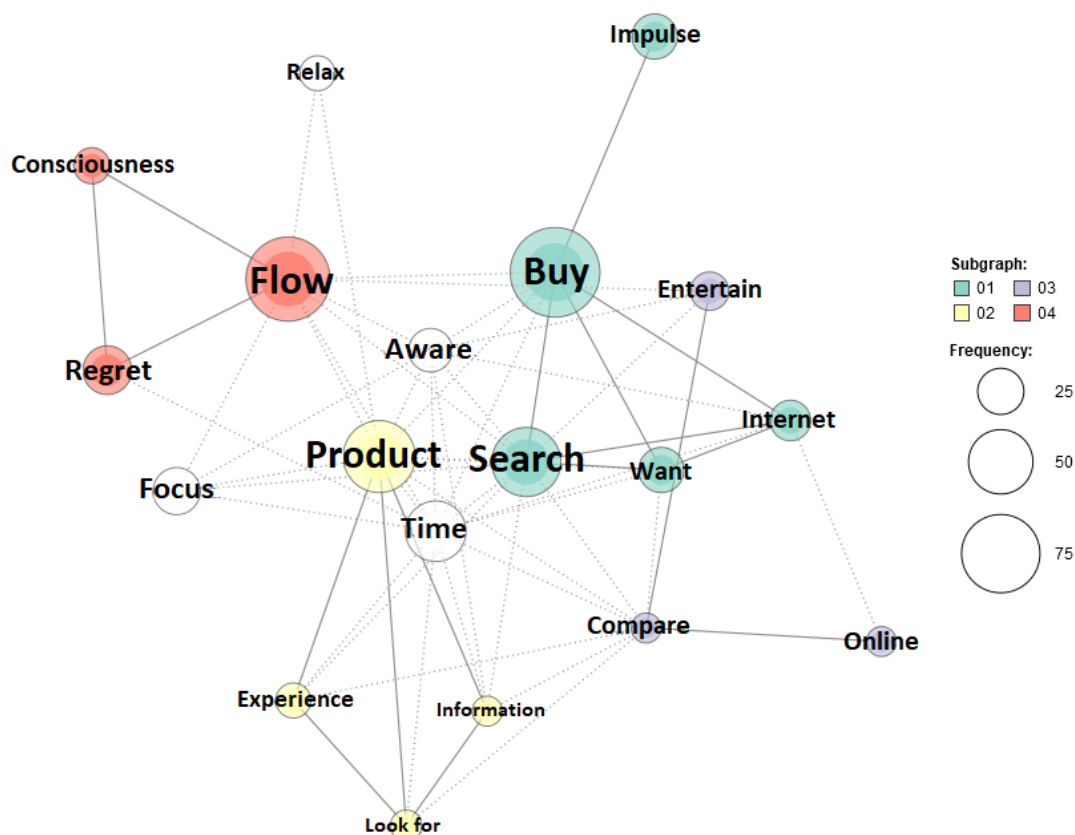 Impulse
Relax
Consciousness
Flow
Buy
Entertain
Aware
Regret
Internet
Product
Search
Want
Focus
Time
Compare
Online
Experience
Information
Look for
Subgraph:
01 03
02 04
Frequency:
25
50
75